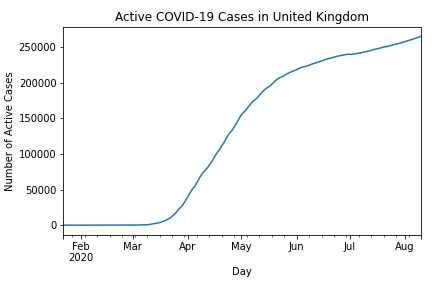 Active COVID-19 Cases in United Kingdom
Number of Active Cases
250000
200000
150000
100000
50000
0
Feb Mar Apr May Jun Jul Aug
2020
Day